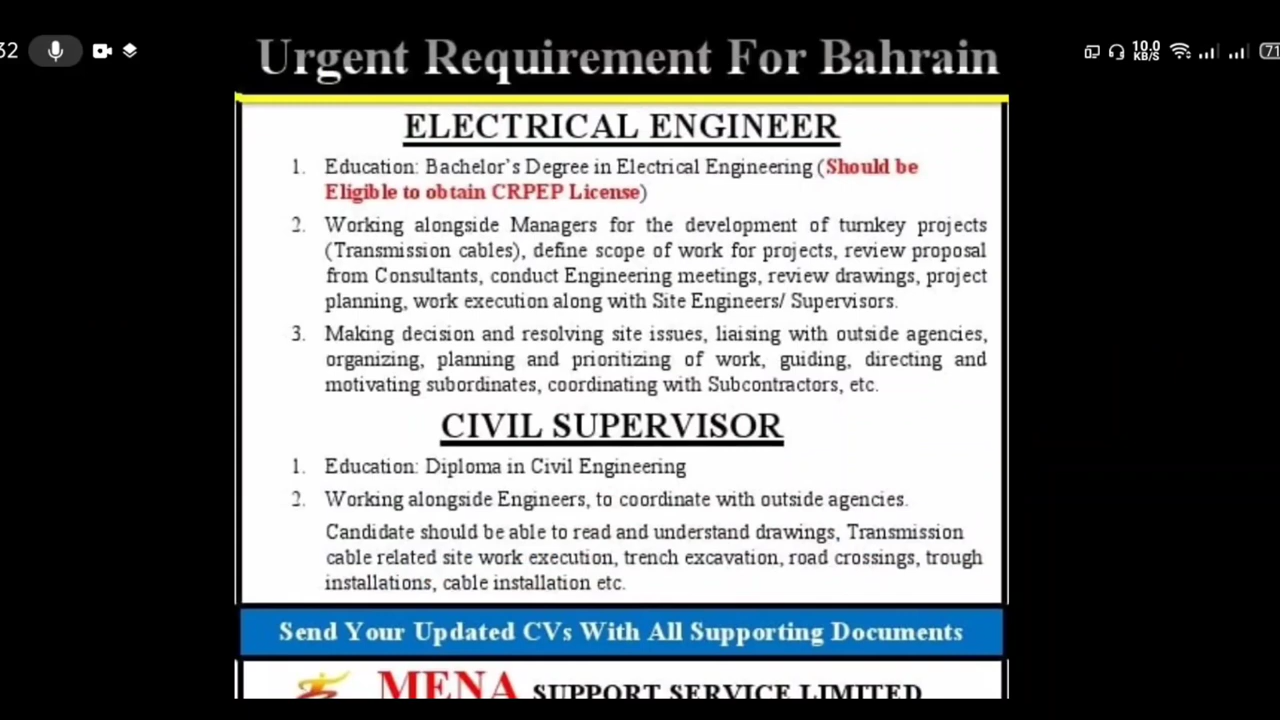 32
10.0
KB/S
71
Urgent Requirement For Bahrain
ELECTRICAL ENGINEER
1. Education: Bachelor's Degree in Electrical Engineering (Should be
Eligible to obtain CRPEP License)
2. Working alongside Managers for the development of turnkey projects
(Transmission cables), define scope of work for projects, review proposal
from Consultants, conduct Engineering meetings, review drawings, project
planning, work execution along with Site Engineers/ Supervisors.
3. Making decision and resolving site issues, liaising with outside agencies,
organizing, planning and prioritizing of work, guiding, directing and
motivating subordinates, coordinating with Subcontractors, etc.
CIVIL SUPERVISOR
1. Education: Diploma in Civil Engineering
2. Working alongside Engineers, to coordinate with outside agencies.
Candidate should be able to read and understand drawings, Transmission
cable related site work execution, trench excavation, road crossings, trough
installations, cable installation etc.
Send Your Updated CVs With All Supporting Documents
MENA SUPPORT SERVICE LIMITED